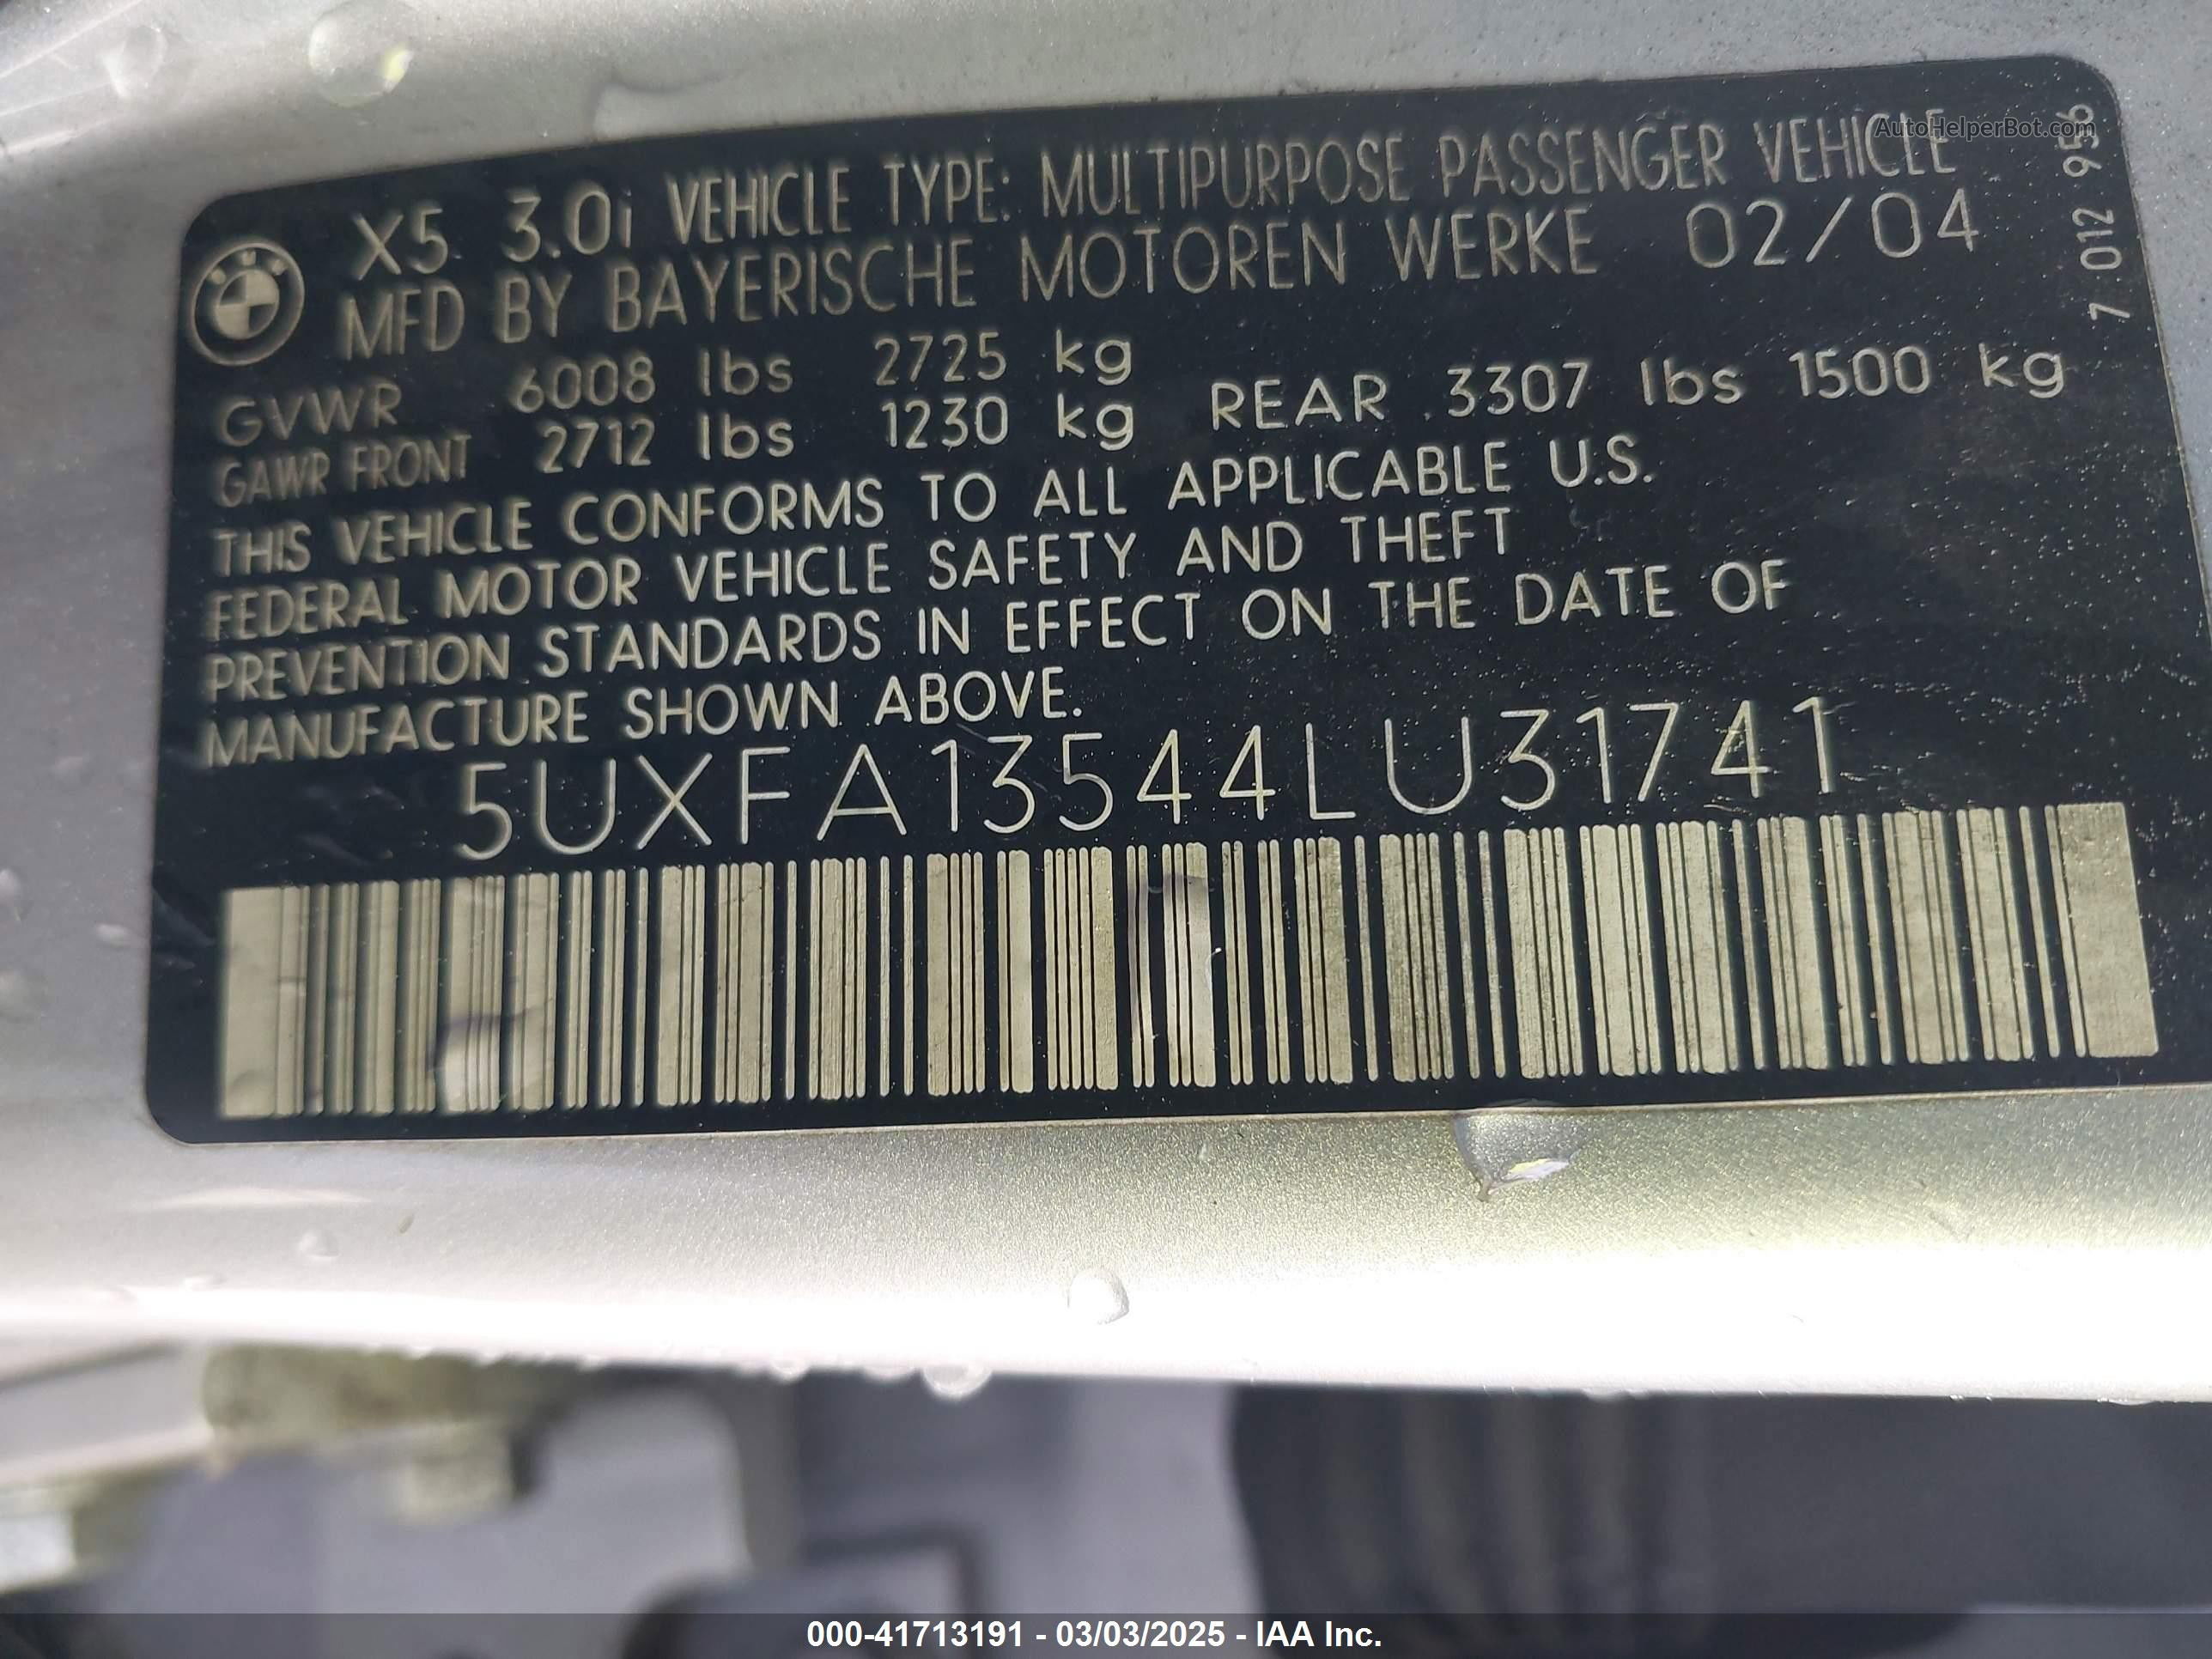 AutoHelperBot.com
X5 3.0i VEHICLE TYPE: MULTIPURPOSE PASSENGER VEHICLE
MFD BY BAYERISCHE MOTOREN WERKE 02/04
GVWR 6008 lbs 2725 kg
GAWR FRONT 2712 lbs 1230 kg REAR 3307 lbs 1500 kg
THIS VEHICLE CONFORMS TO ALL APPLICABLE U.S.
FEDERAL MOTOR VEHICLE SAFETY AND THEFT
PREVENTION STANDARDS IN EFFECT ON THE DATE OF
MANUFACTURE SHOWN ABOVE.
5UXFA13544LU31741
7 012 956
BMW
000-41713191 - 03/03/2025 - IAA Inc.